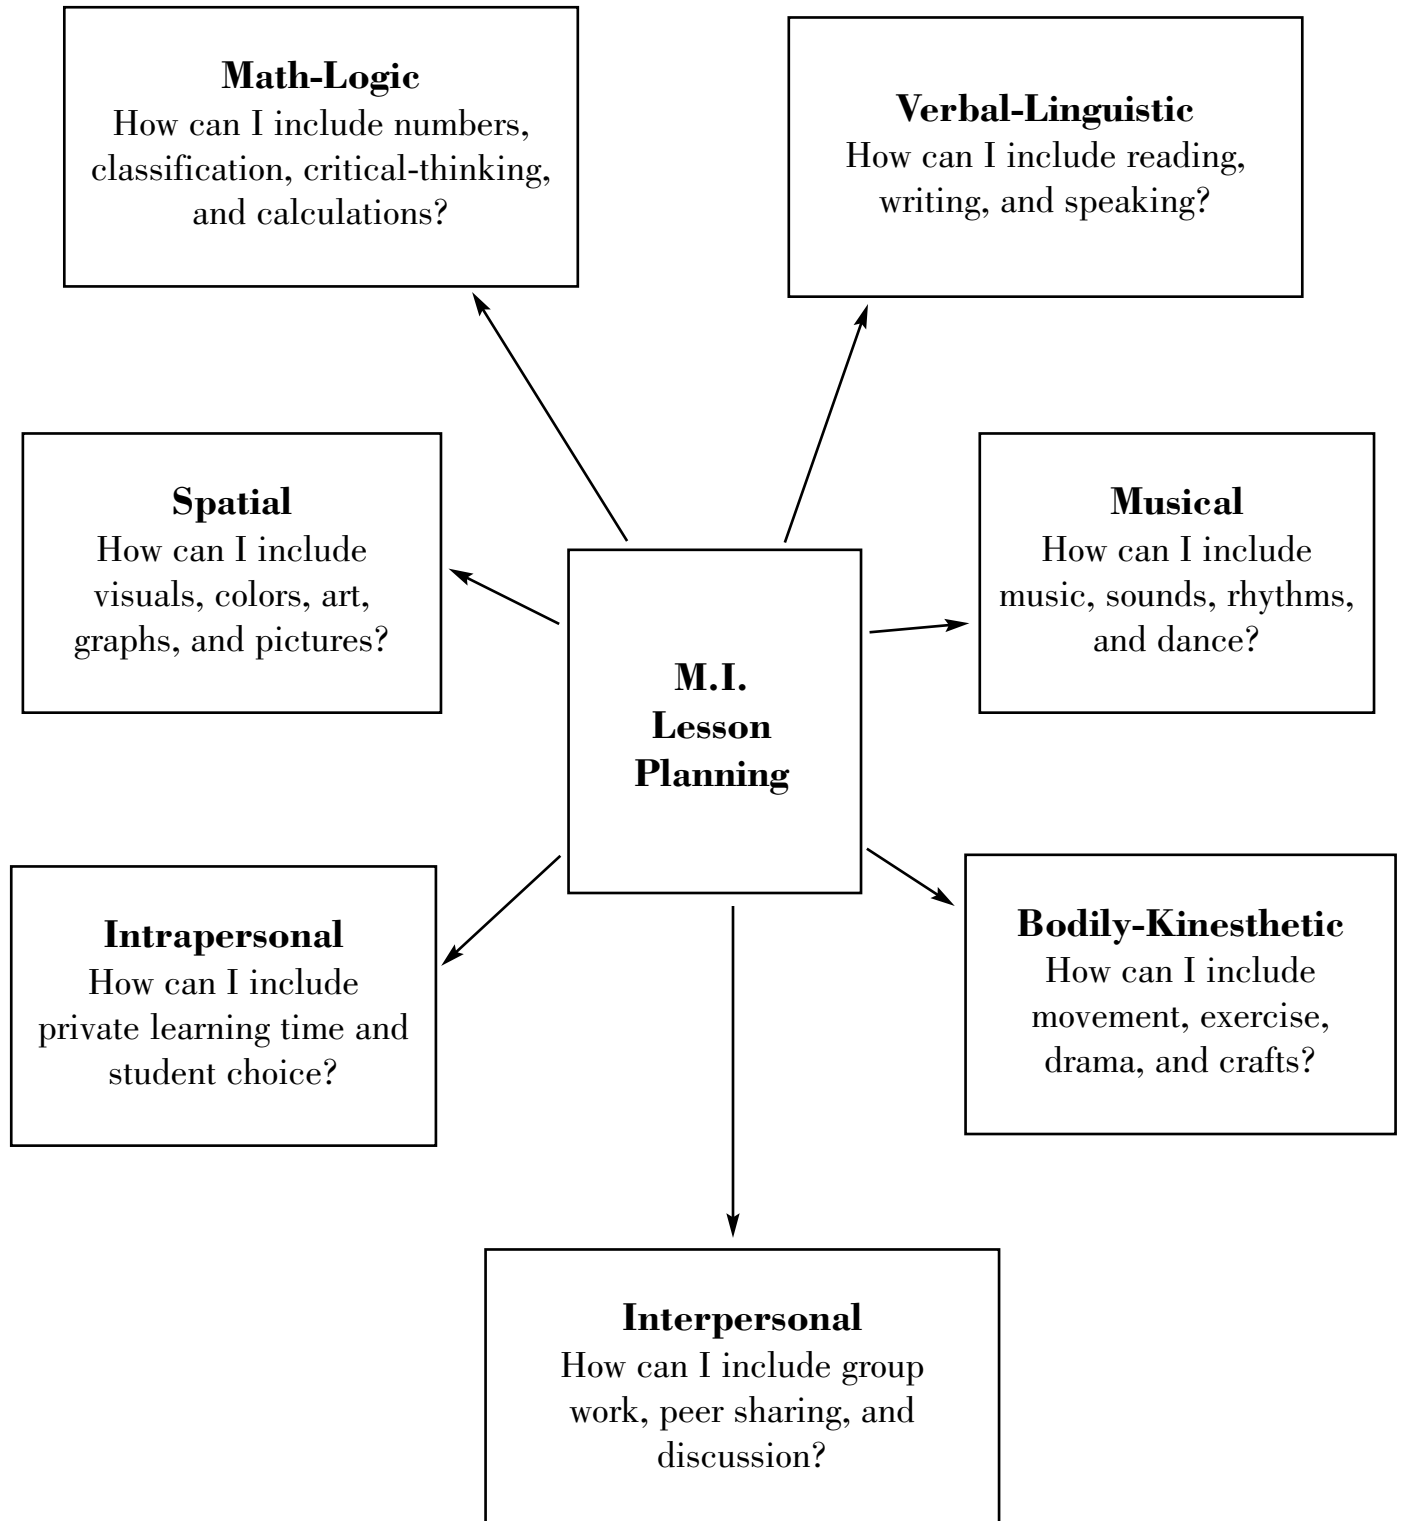 Math-Logic
How can I include numbers,
classification, critical-thinking,
and calculations?
Verbal-Linguistic
How can I include reading,
writing, and speaking?
Spatial
How can I include
visuals, colors, art,
graphs, and pictures?
Musical
How can I include
music, sounds, rhythms,
and dance?
M.I.
Lesson
Planning
Intrapersonal
How can I include
private learning time and
student choice?
Bodily-Kinesthetic
How can I include
movement, exercise,
drama, and crafts?
Interpersonal
How can I include group
work, peer sharing, and
discussion?